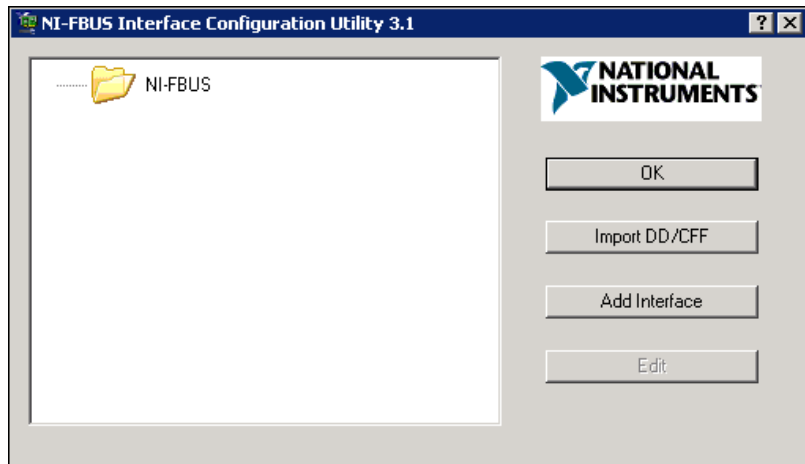 NI-FBUS Interface Configuration Utility 3.1
NI-FBUS
NATIONAL
INSTRUMENTS
OK
Import DD/CFF
Add Interface
Edit